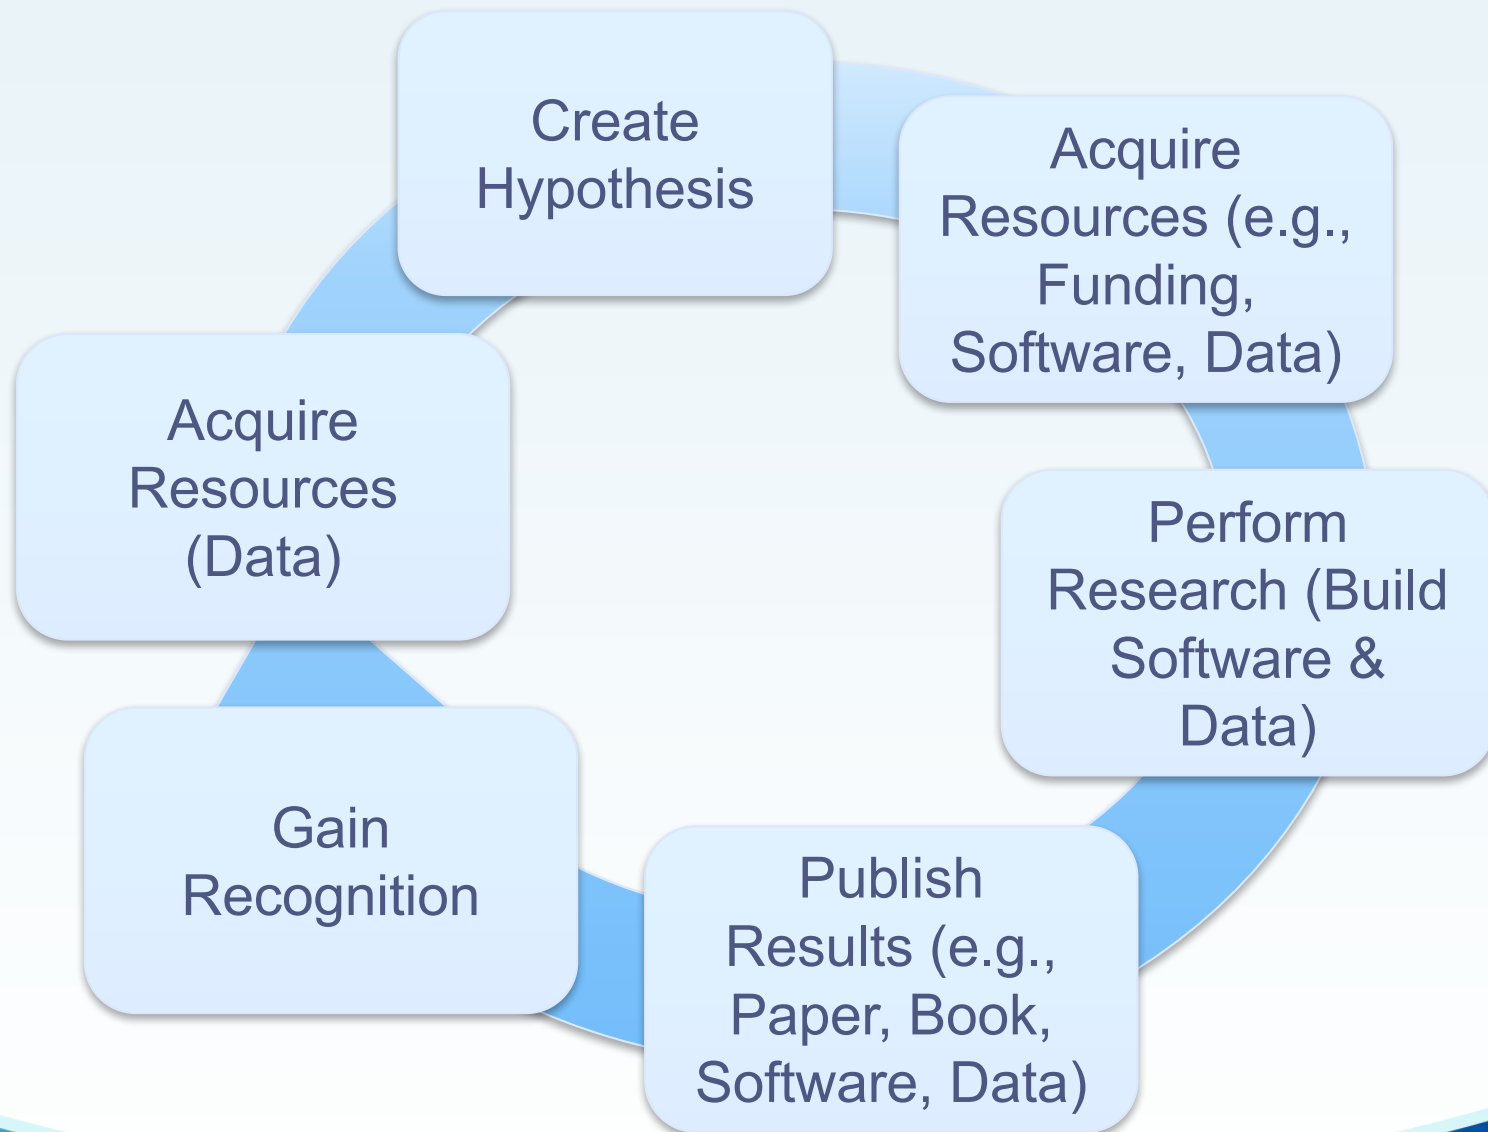 Create
Hypothesis
Acquire
Resources (e.g.,
Funding,
Software, Data)
Perform
Research (Build
Software &
Data)
Publish
Results (e.g.,
Paper, Book,
Software, Data)
Gain
Recognition
Acquire
Resources
(Data)